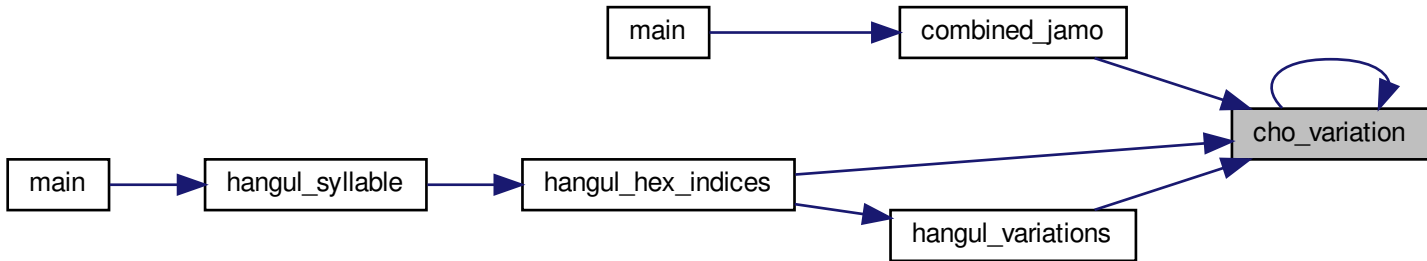 main
combined_jamo
cho_variation
main
hangul_syllable
hangul_hex_indices
hangul_variations